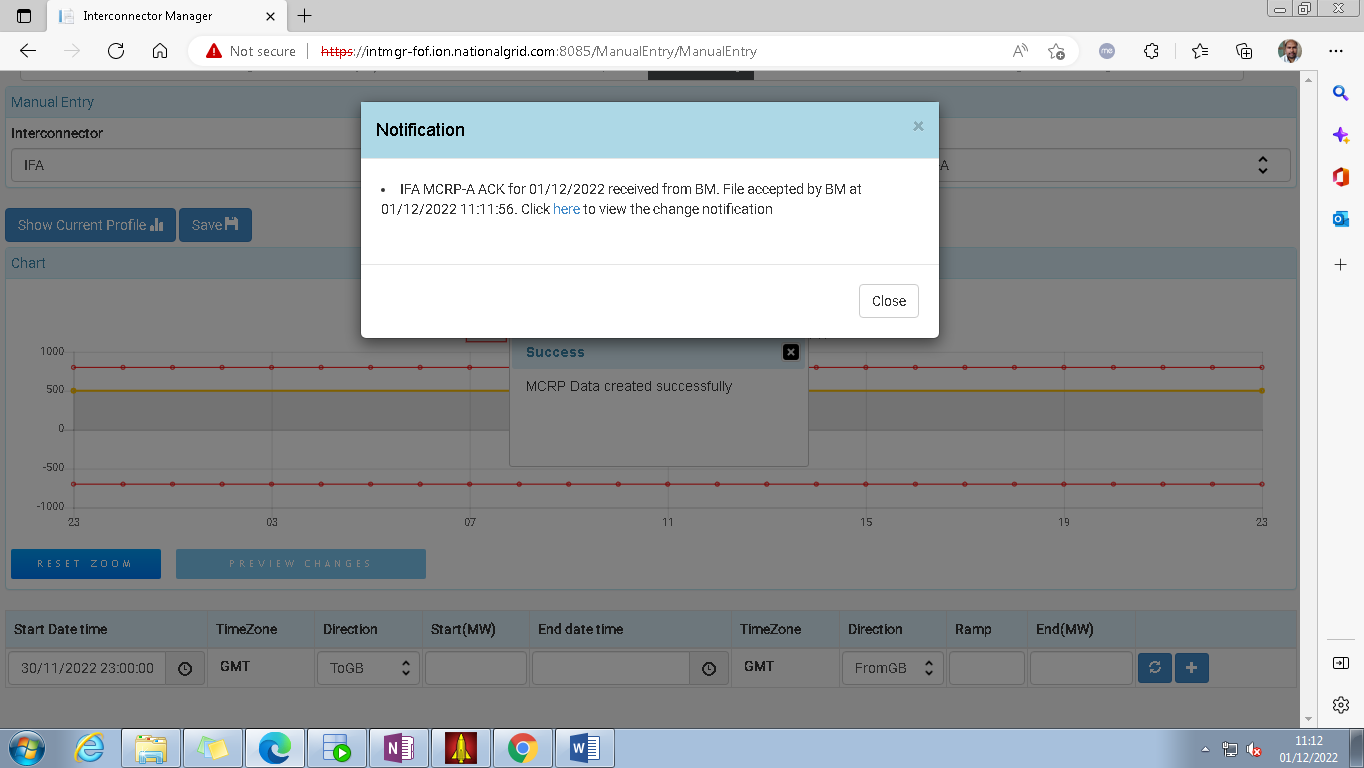 Interconnector Manager
Not secure https://intmgr-fof.ion.nationalgrid.com:8085/ManualEntry/ManualEntry
Manual Entry
Interconnector
IFA
A
Notification ×
IFA MCRP-A ACK for 01/12/2022 received from BM. File accepted by BM at
01/12/2022 11:11:56. Click here to view the change notification
Close
Show Current Profile Save
Chart
Success
MCRP Data created successfully
1000
500
0
-500
-1000
23 03 07 11 15 19 23
RESET ZOOM PREVIEW CHANGES
Start Date time TimeZone Direction Start(MW) End date time TimeZone Direction Ramp End(MW)
30/11/2022 23:00:00 GMT ToGB GMT FromGB
11:12
01/12/2022